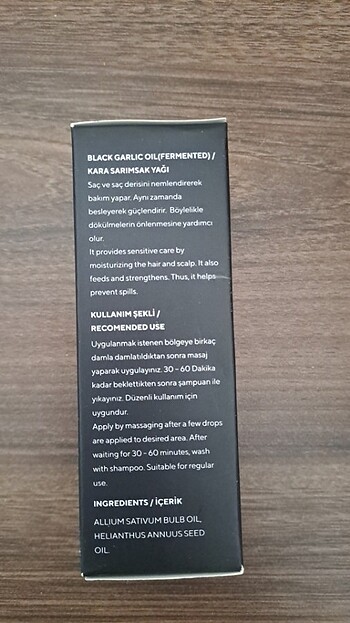 BLACK GARLIC OIL(FERMENTED) /
KARA SARIMSAK YAĞI
Saç ve saç derisini nemlendirerek
bakım yapar. Aynı zamanda
besleyerek güçlendirir. Böylelikle
dökülmelerin önlenmesine yardımcı
olur.
It provides sensitive care by
moisturizing the hair and scalp. It also
feeds and strengthens. Thus, it helps
prevent spills.
KULLANIM ŞEKLİ /
RECOMENDED USE
Uygulanmak istenen bölgeye birkaç
damla damlatıldıktan sonra masaj
yaparak uygulayınız. 30 – 60 Dakika
kadar beklettikten sonra şampuan ile
yıkayınız. Düzenli kullanım için
uygundur.
Apply by massaging after a few drops
are applied to desired area. After
waiting for 30 - 60 minutes, wash
with shampoo. Suitable for regular
use.
INGREDIENTS / İÇERİK
ALLIUM SATIVUM BULB OIL,
HELIANTHUS ANNUUS SEED
OIL.